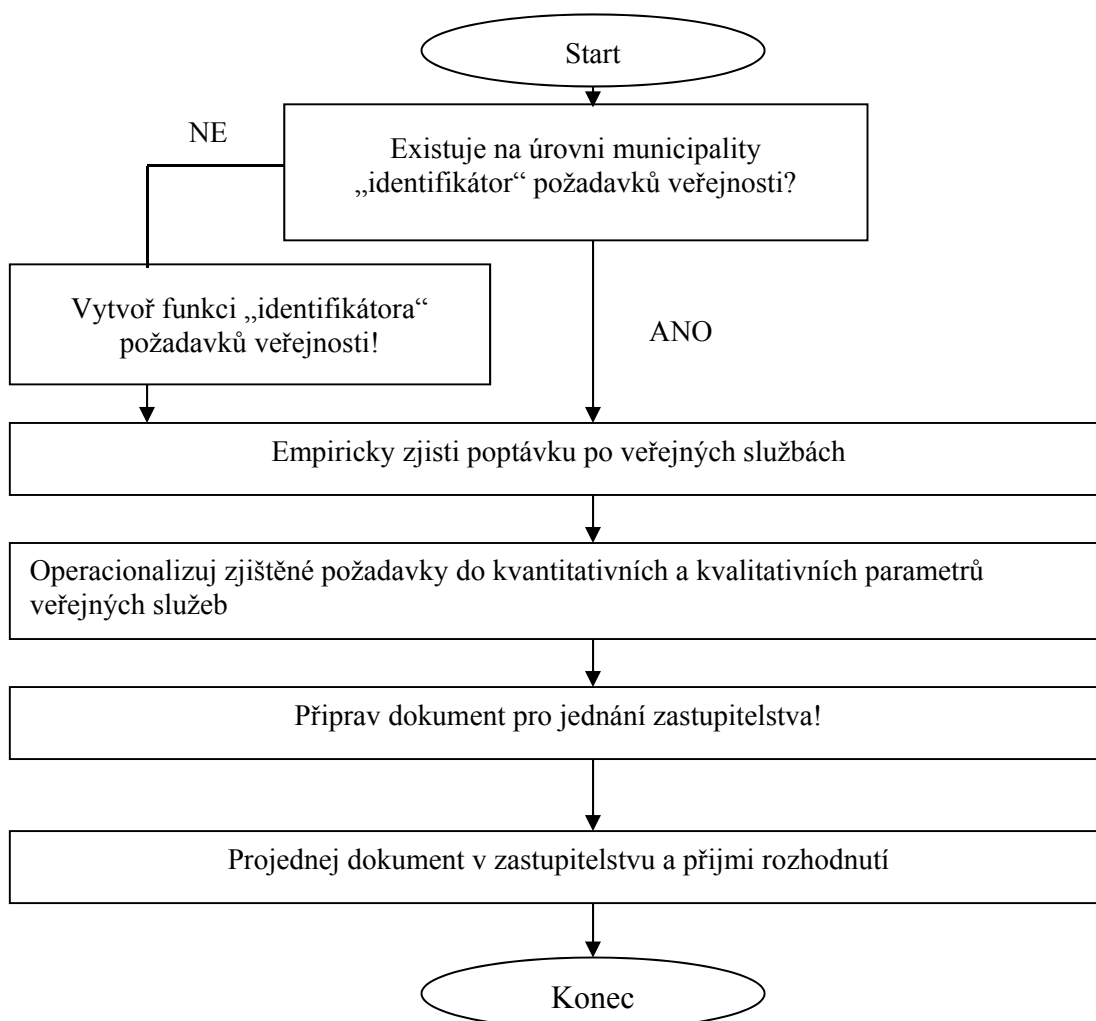 Start
NE
Existuje na úrovni municipality
„identifikátor“ požadavků veřejnosti?
Vytvoř funkci „identifikátora“
požadavků veřejnosti!
ANO
Empiricky zjisti poptávku po veřejných službách
Operacionalizuj zjištěné požadavky do kvantitativních a kvalitativních parametrů
veřejných služeb
Připrav dokument pro jednání zastupitelstva!
Projednej dokument v zastupitelstvu a přijmi rozhodnutí
Konec